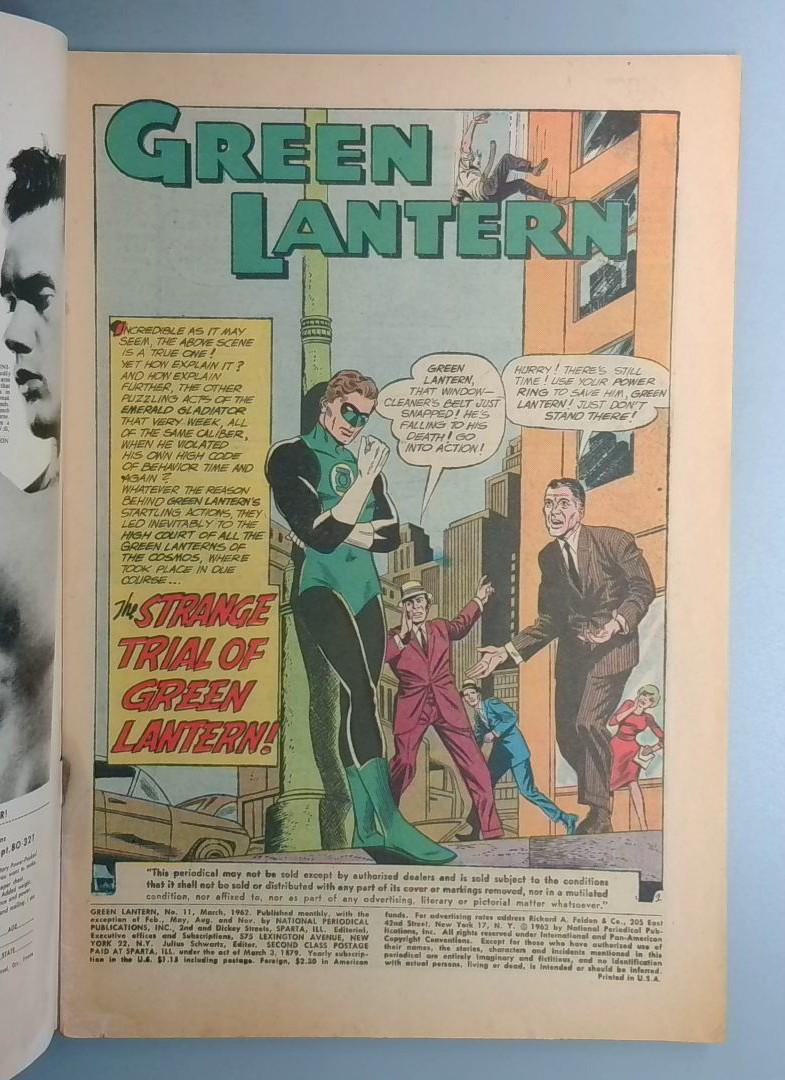 GREEN
LANTERN
INCREDIBLE AS IT MAY
SEEM, THE ABOVE SCENE
IS A TRUE ONE!
YET HOW EXPLAIN IT?
AND HOW EXPLAIN
FURTHER, THE OTHER
PUZZLING ACTS OF THE
EMERALD GLADIATOR
THAT VERY WEEK, ALL
OF THE SAME CALIBER,
WHEN HE VIOLATED
HIS OWN HIGH CODE
OF BEHAVIOR TIME AND
AGAIN?
WHATEVER THE REASON
BEHIND GREEN LANTERN'S
STARTLING ACTIONS, THEY
LED INEVITABLY TO THE
HIGH COURT OF ALL THE
GREEN LANTERNS OF
THE COSMOS, WHERE
TOOK PLACE IN DUE
COURSE...
The STRANGE
TRIAL OF
GREEN
LANTERN!
GREEN
LANTERN,
THAT WINDOW-
CLEANER'S BELT JUST
SNAPPED! HE'S
FALLING TO HIS
DEATH! GO
INTO ACTION!
HURRY! THERE'S STILL
TIME! USE YOUR POWER
RING TO SAVE HIM, GREEN
LANTERN! JUST DON'T
STAND THERE!
"This periodical may not be sold except by authorized dealers and is sold subject to the conditions
that it shall not be sold or distributed with any part of its cover or markings removed, nor in a mutilated
condition, nor affixed to, nor as part of any advertising, literary or pictorial matter whatsoever."
GREEN LANTERN, No. 11, March, 1962. Published monthly, with the
exception of Feb., May, Aug. and Nov. by NATIONAL PERIODICAL
PUBLICATIONS, INC., 2nd and Dickey Streets, SPARTA, ILL. Editorial,
Executive offices and Subscriptions, 575 LEXINGTON AVENUE, NEW
YORK 22, N.Y. Julius Schwartz, Editor. SECOND CLASS POSTAGE
PAID AT SPARTA, ILL. under the act of March 3, 1879. Yearly subscrip-
tion in the U.S. $1.15 including postage. Foreign, $2.30 in American
funds. For advertising rates address Richard A. Feldon & Co., 205 East
42nd Street, New York 17, N. Y. © 1962 by National Periodical Pub-
lications, Inc. All rights reserved under International and Pan-American
Copyright Conventions. Except for those who have authorized use of
their names, the stories, characters and incidents mentioned in this
periodical are entirely imaginary and fictitious, and no identification
with actual persons, living or dead, is intended or should be inferred.
Printed in U.S.A.